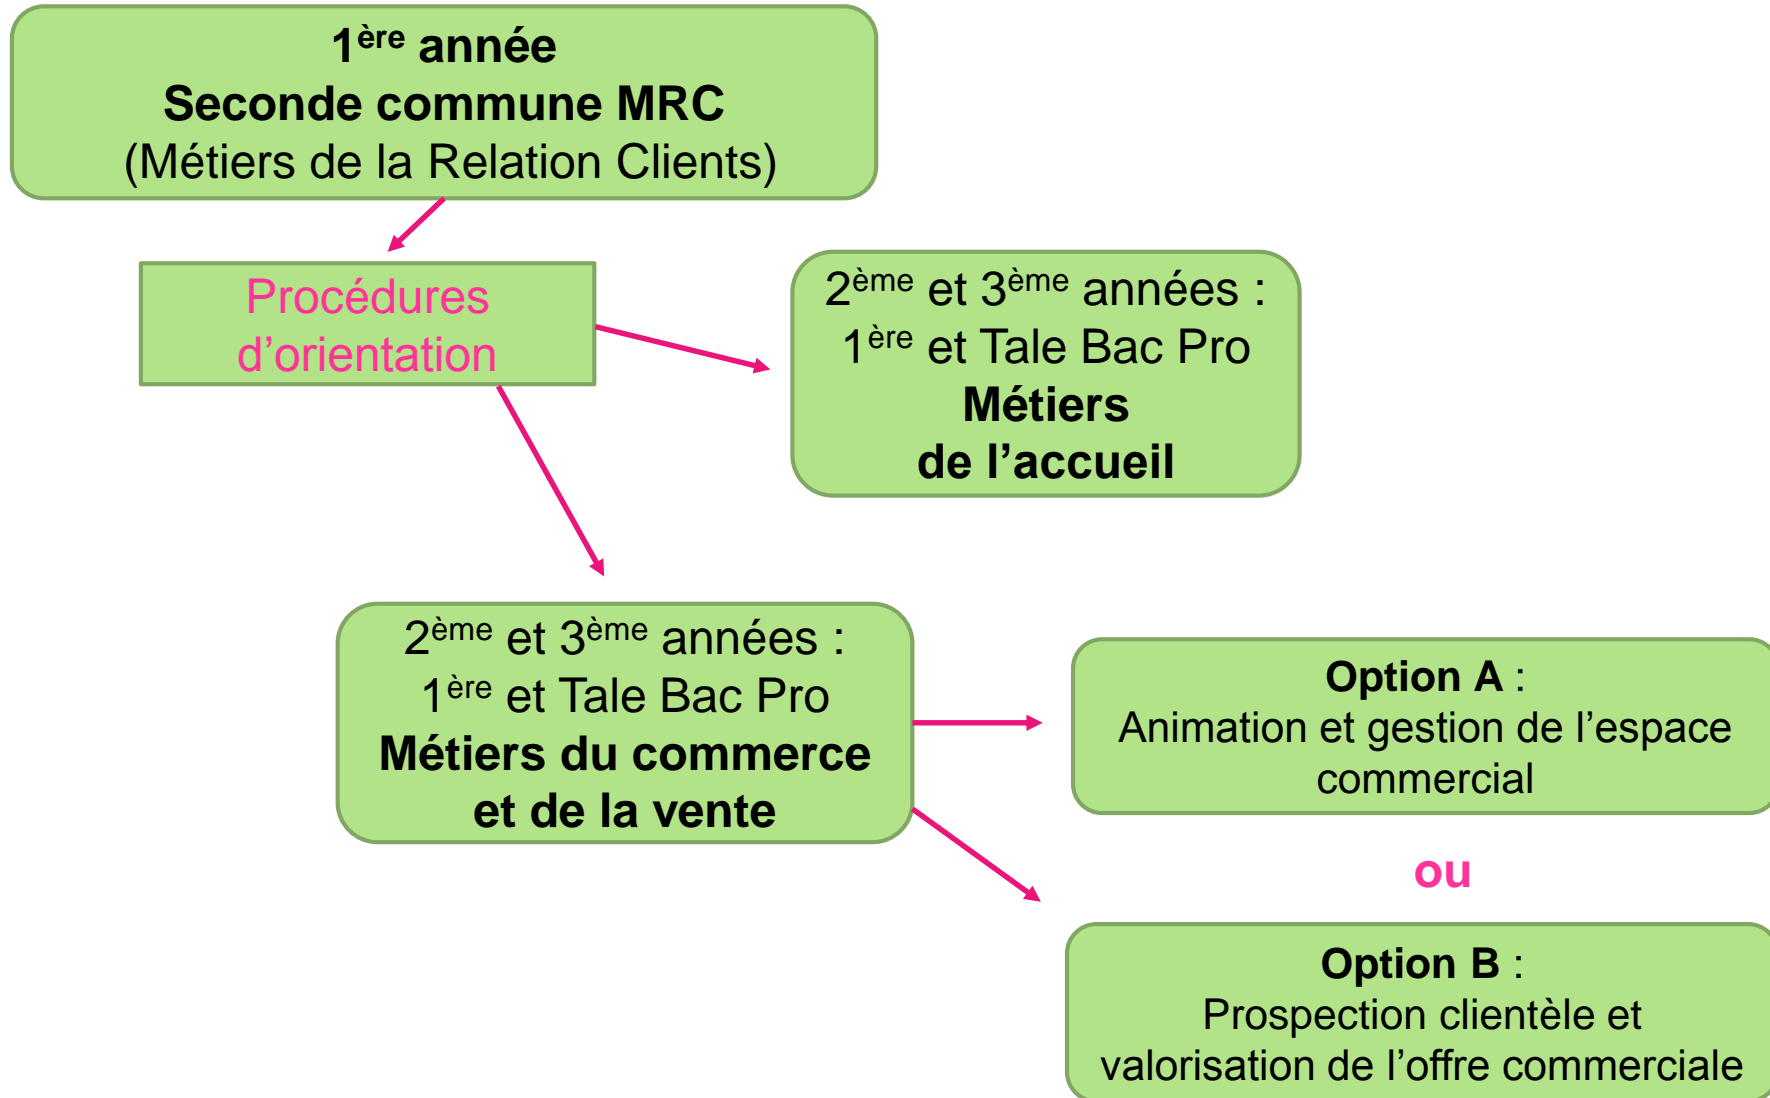 1ère année
Seconde commune MRC
(Métiers de la Relation Clients)
Procédures
d’orientation
2ème et 3ème années :
1ère et Tale Bac Pro
Métiers
de l’accueil
2ème et 3ème années :
1ère et Tale Bac Pro
Métiers du commerce
et de la vente
Option A :
Animation et gestion de l’espace
commercial
ou
Option B :
Prospection clientèle et
valorisation de l’offre commerciale